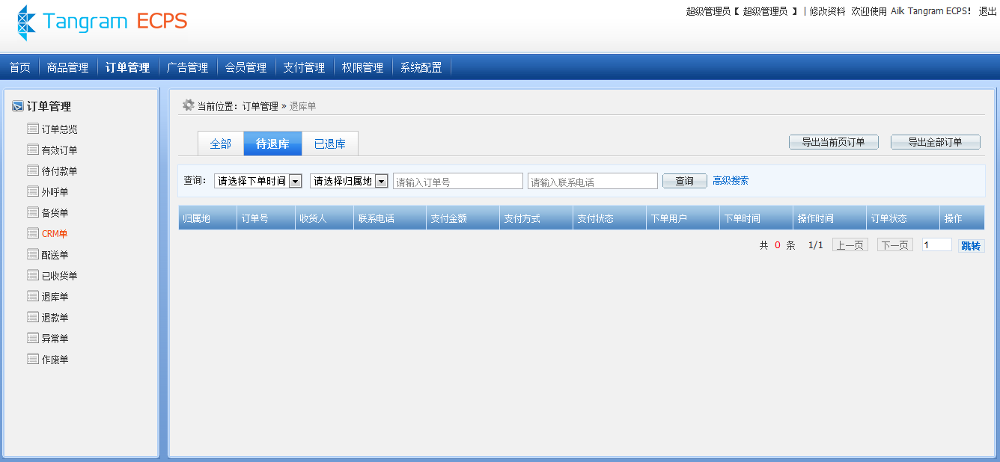 Tangram ECPS
超级管理员【 超级管理员 】 | 修改资料 欢迎使用 Ailk Tangram ECPS! 退出
首页 商品管理 订单管理 广告管理 会员管理 支付管理 权限管理 系统配置
订单管理
订单总览
有效订单
待付款单
外呼单
备货单
CRM单
配送单
已收货单
退库单
退款单
异常单
作废单
当前位置：订单管理 » 退库单
全部 待退库 已退库 导出当前页订单 导出全部订单
查询： 请选择下单时间 请选择归属地 请输入订单号 请输入联系电话 查询 高级搜索
归属地 订单号 收货人 联系电话 支付金额 支付方式 支付状态 下单用户 下单时间 操作时间 订单状态 操作
共 0 条 1/1 上一页 下一页 1 跳转